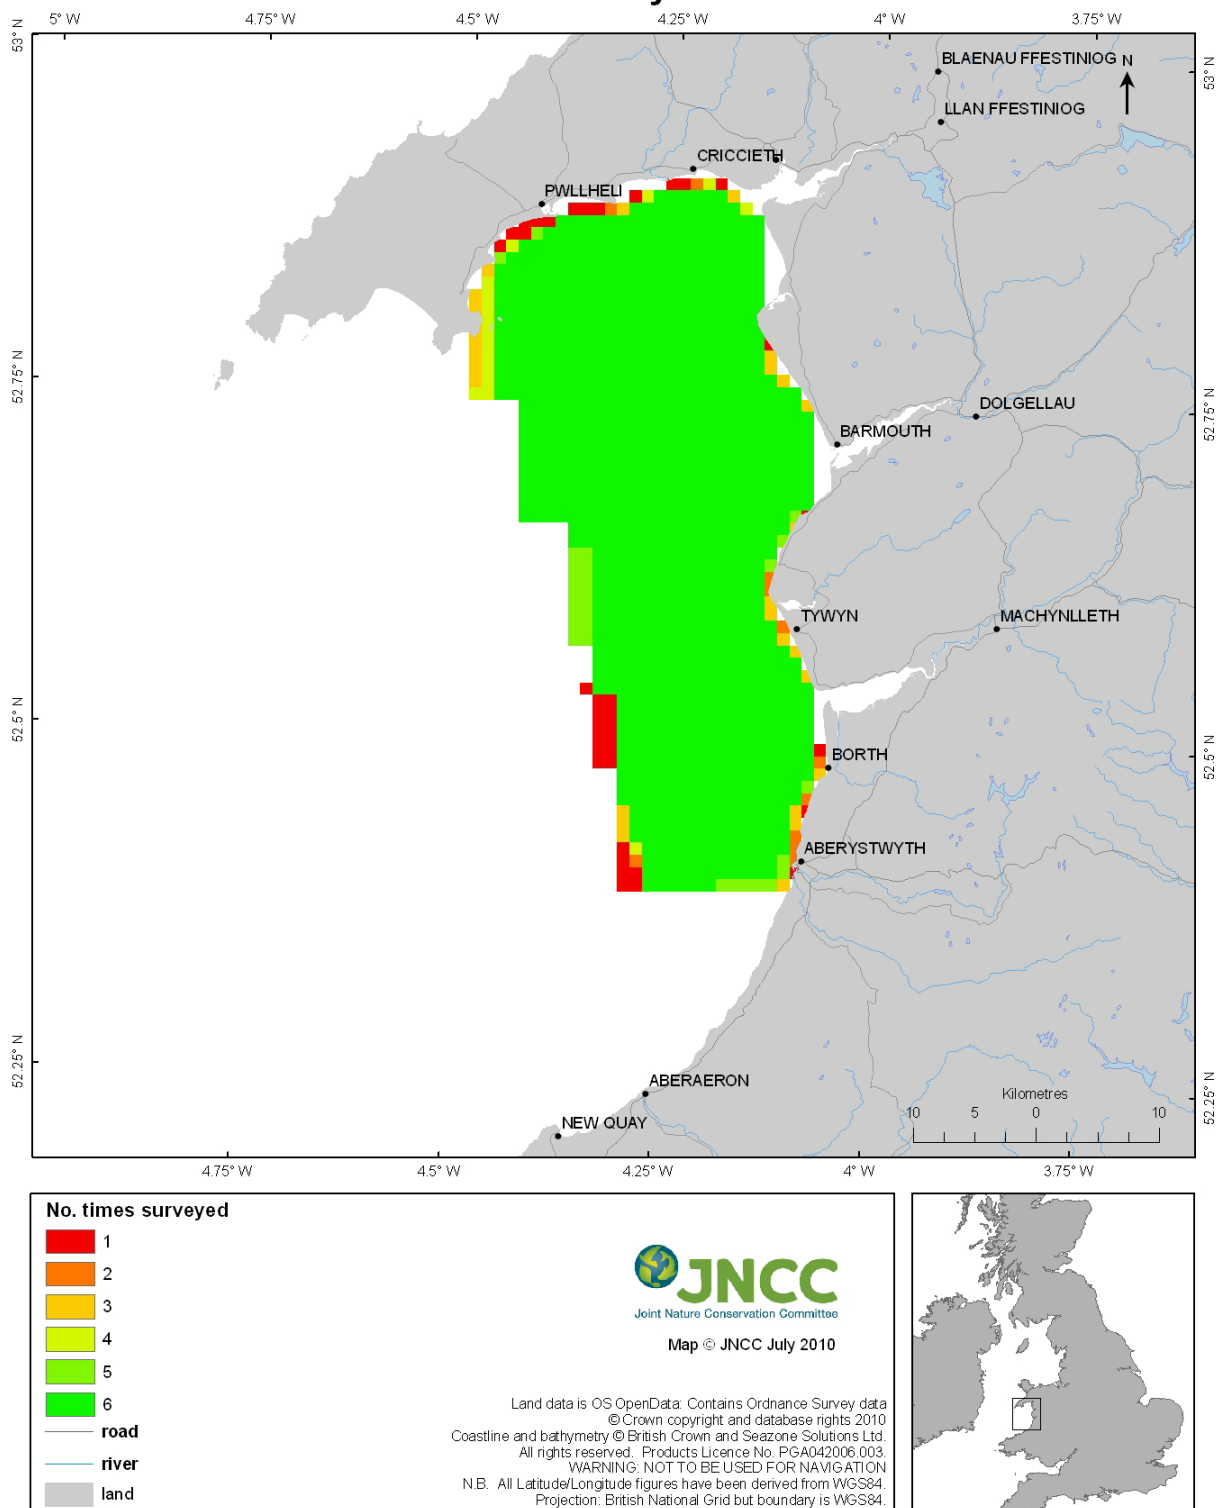 5° W 4.75° W 4.5° W 4.25° W 4° W 3.75° W
53° N
53° N
BLAENAU FFESTINIOG
N
LLAN FFESTINIOG
CRICCIETH
PWLLHELI
52.75° N
52.75° N
DOLGELLAU
BARMOUTH
TYWYN
MACHYNLLETH
52.5° N
52.5° N
BORTH
ABERYSTWYTH
52.25° N
52.25° N
ABERAERON
NEW QUAY
Kilometres
10 5 0 10
4.75° W 4.5° W 4.25° W 4° W 3.75° W
No. times surveyed
1
2
3
4
5
6
road
river
land
JNCC
Joint Nature Conservation Committee
Map © JNCC July 2010
Land data is OS OpenData: Contains Ordnance Survey data
© Crown copyright and database rights 2010
Coastline and bathymetry © British Crown and Seazone Solutions Ltd.
All rights reserved. Products Licence No. PGA042006.003.
WARNING: NOT TO BE USED FOR NAVIGATION
N.B. All Latitude/Longitude figures have been derived from WGS84.
Projection: British National Grid but boundary is WGS84.